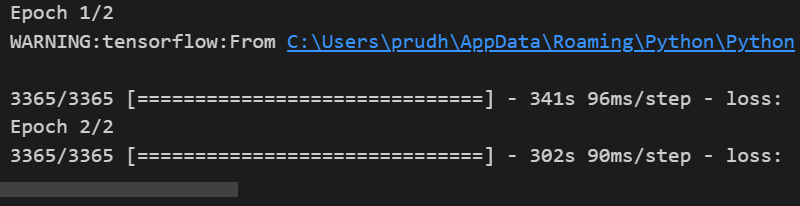 Epoch 1/2
WARNING:tensorflow:From C:\Users\prudh\AppData\Roaming\Python\Python
3365/3365 [==============================] - 341s 96ms/step - loss:
Epoch 2/2
3365/3365 [==============================] - 302s 90ms/step - loss: